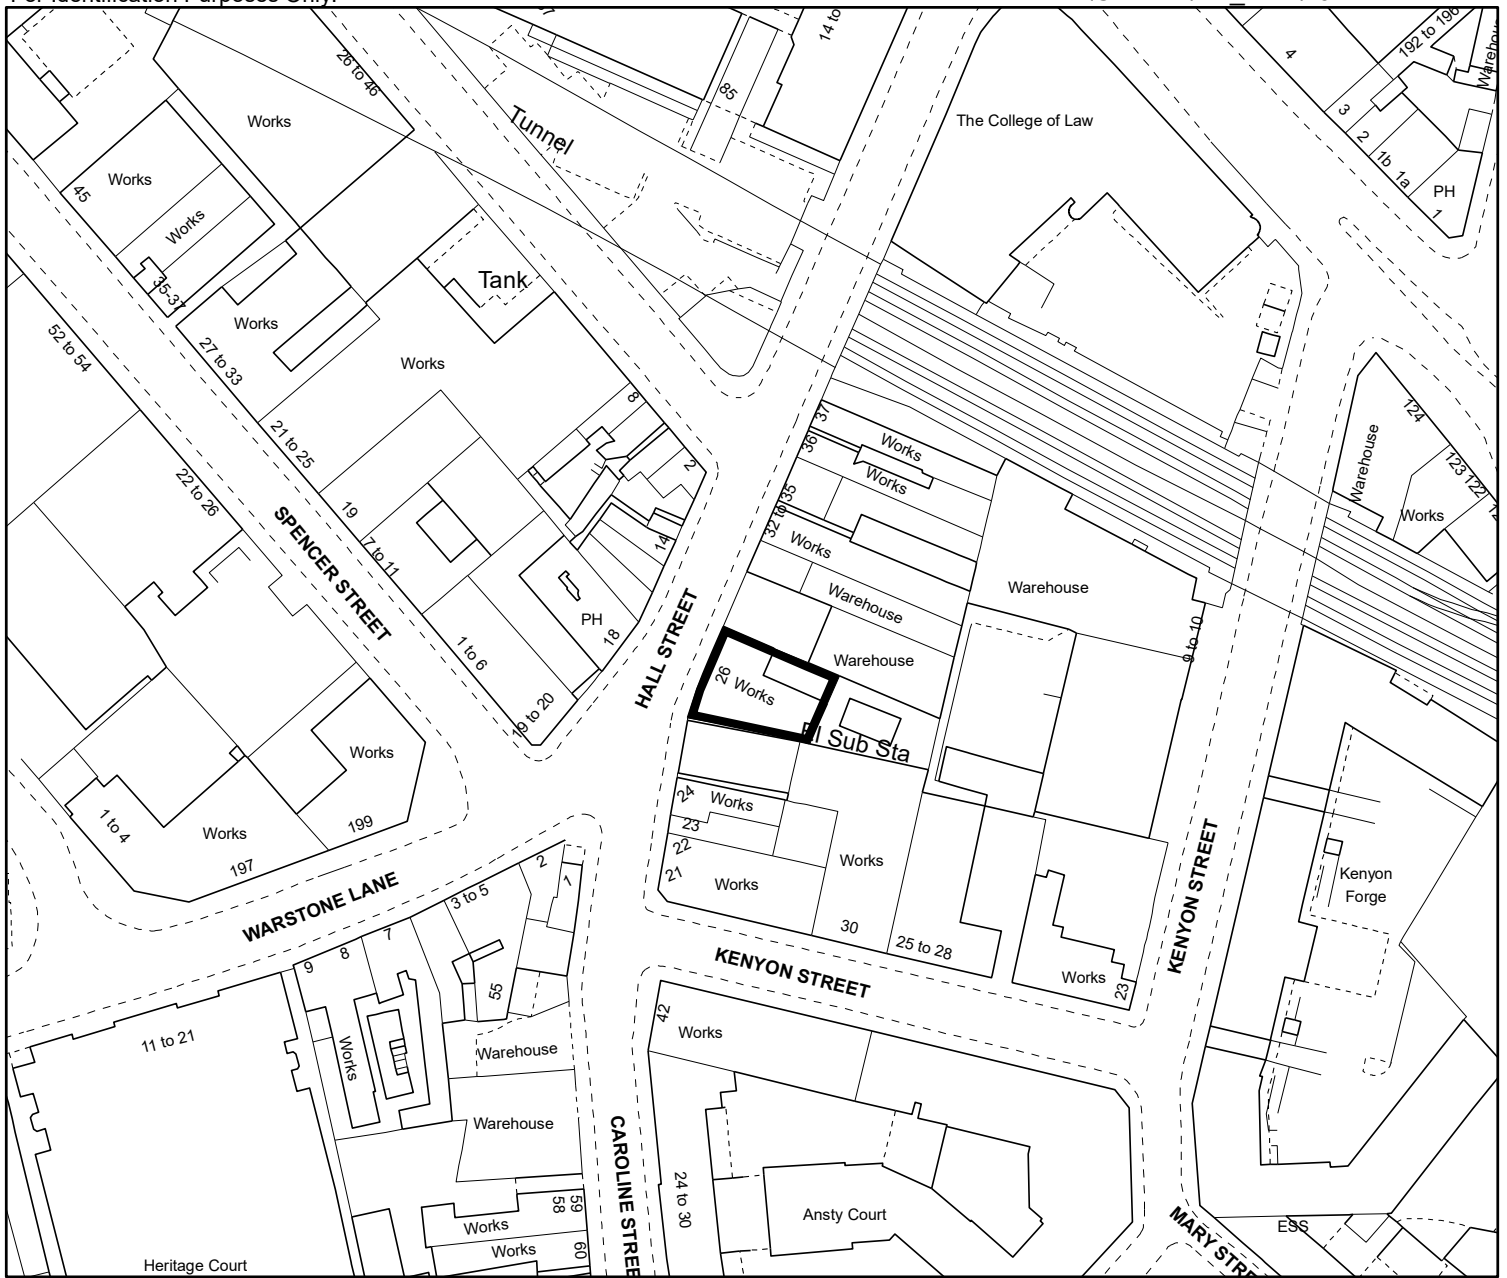 For Identification Purposes Only.
26 to 46
14 to
85
Tunnel
4
192 to 196
Works
The College of Law
3
2
1b
1a
PH
1
Works
45
Works
35-37
Tank
Works
27 to 33
Works
52 to 54
8
37
36
Works
Works
124
Warehouse
123
122
21 to 25
2
22 to 26
19
32 to 35
Works
SPENCER STREET
7 to 11
14
Works
Warehouse
Warehouse
PH
18
HALL STREET
1 to 6
9 to 10
Warehouse
26
Works
19 to 20
El Sub Sta
Works
24
Works
23
22
21
Works
1 to 4
Works
199
197
Works
KENYON STREET
Kenyon
Forge
2
1
3 to 5
WARSTONE LANE
7
8
9
30
25 to 28
KENYON STREET
Works
23
55
42
Works
11 to 21
Works
Warehouse
Warehouse
CAROLINE STREE
24 to 30
59
58
Works
60
Works
Ansty Court
MARY STRE
ESS
Heritage Court